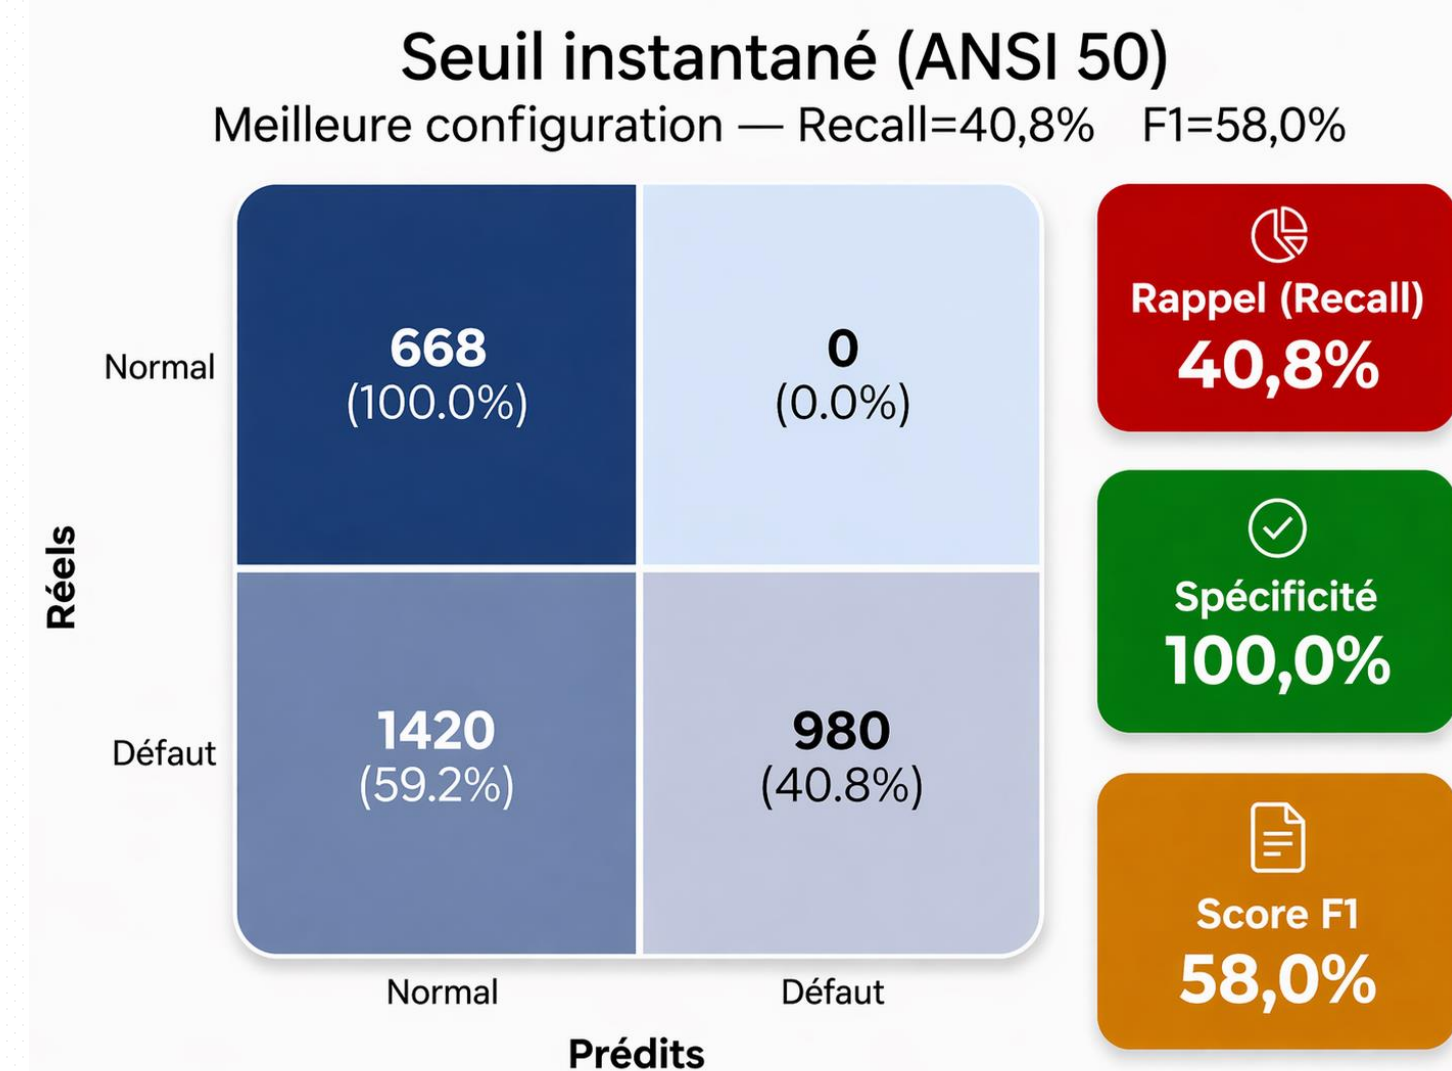 Seuil instantané (ANSI 50)
Meilleure configuration — Recall=40,8% F1=58,0%
Réels
Normal
668
(100.0%)
0
(0.0%)
Défaut
1420
(59.2%)
980
(40.8%)
Normal
Défaut
Prédits
Rappel (Recall)
40,8%
Spécificité
100,0%
Score F1
58,0%